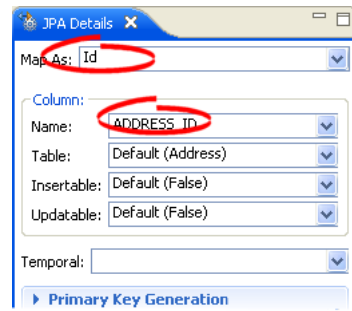 JPA Details
Map As: Id
Column:
Name: ADDRESS_ID
Table: Default (Address)
Insertable: Default (False)
Updatable: Default (False)
Temporal:
Primary Key Generation